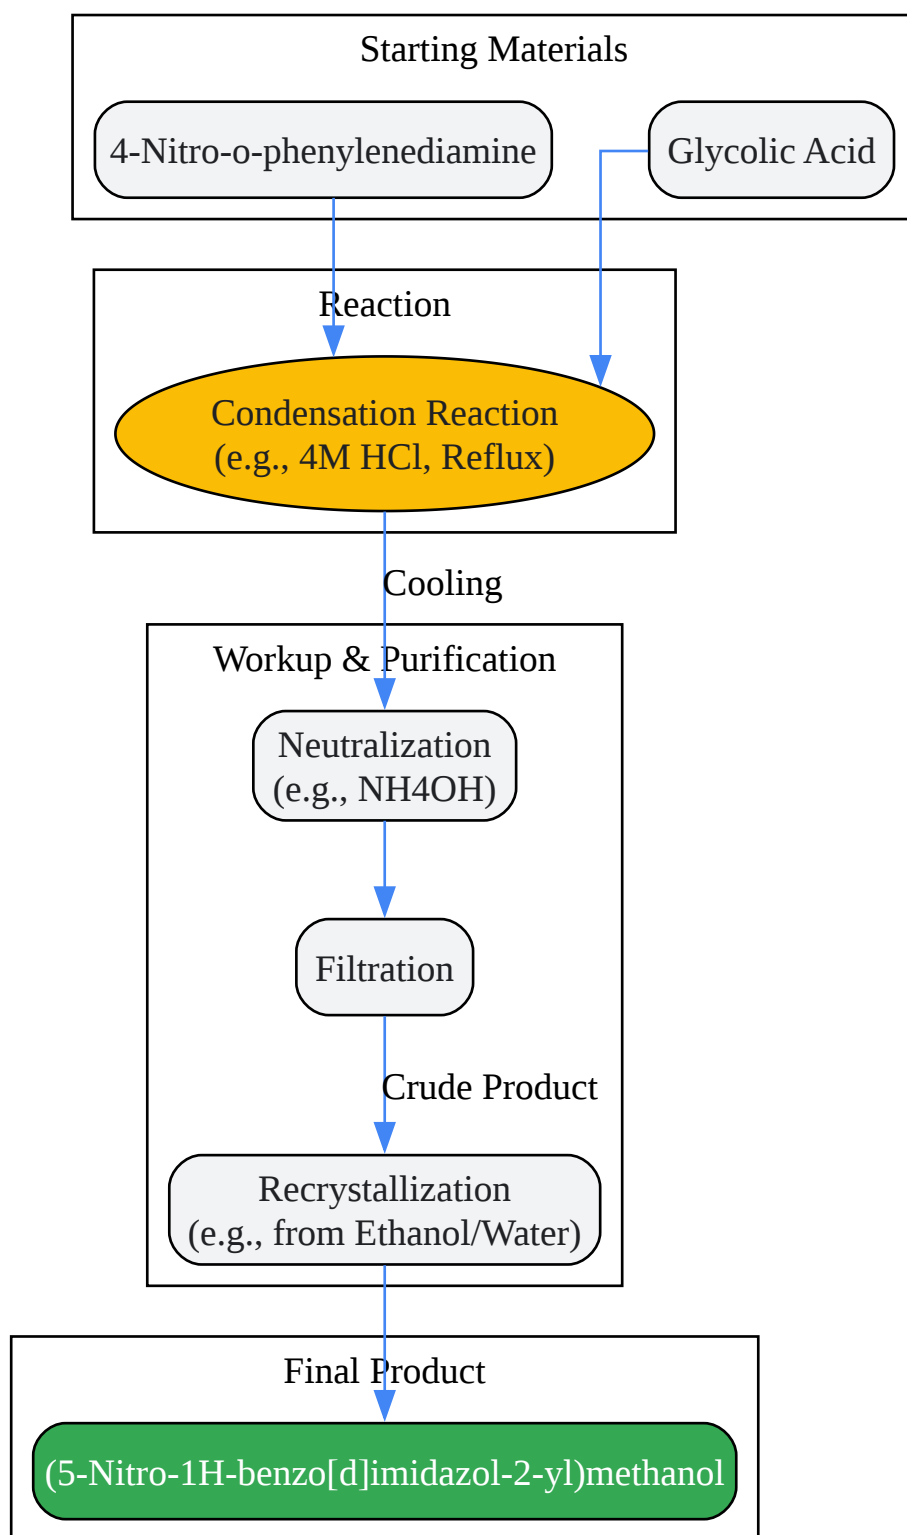 Starting Materials
4-Nitro-o-phenylenediamine
Glycolic Acid
Reaction
Condensation Reaction
(e.g., 4M HCl, Reflux)
Cooling
Workup & Purification
Neutralization
(e.g., NH4OH)
Filtration
Crude Product
Recrystallization
(e.g., from Ethanol/Water)
Final Product
(5-Nitro-1H-benzo[d]imidazol-2-yl)methanol